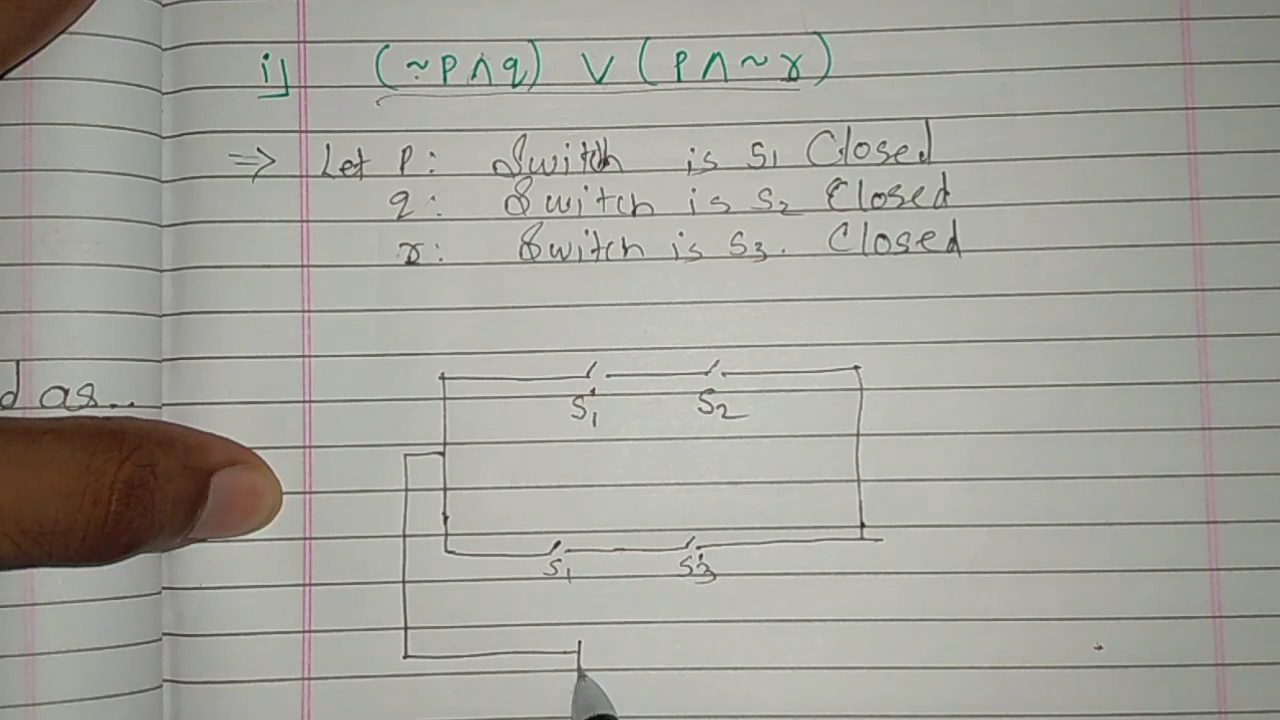 i] (~p∧q) ∨ (p∧~r)
⇒ Let p: Switch is S₁ Closed
q: Switch is S₂ Closed
r: Switch is S₃. Closed
d as..
S₁' S₂
S₁ S₃'